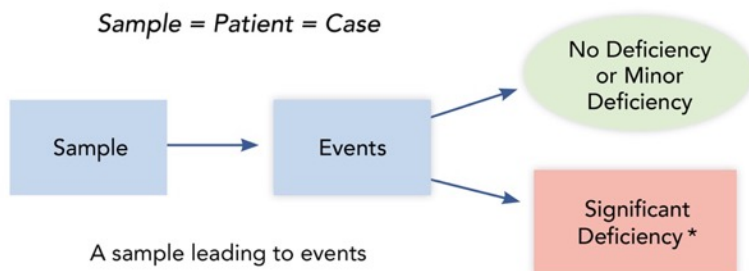 Sample = Patient = Case
No Deficiency
or Minor
Deficiency
Sample
Events
Significant
Deficiency *
A sample leading to events